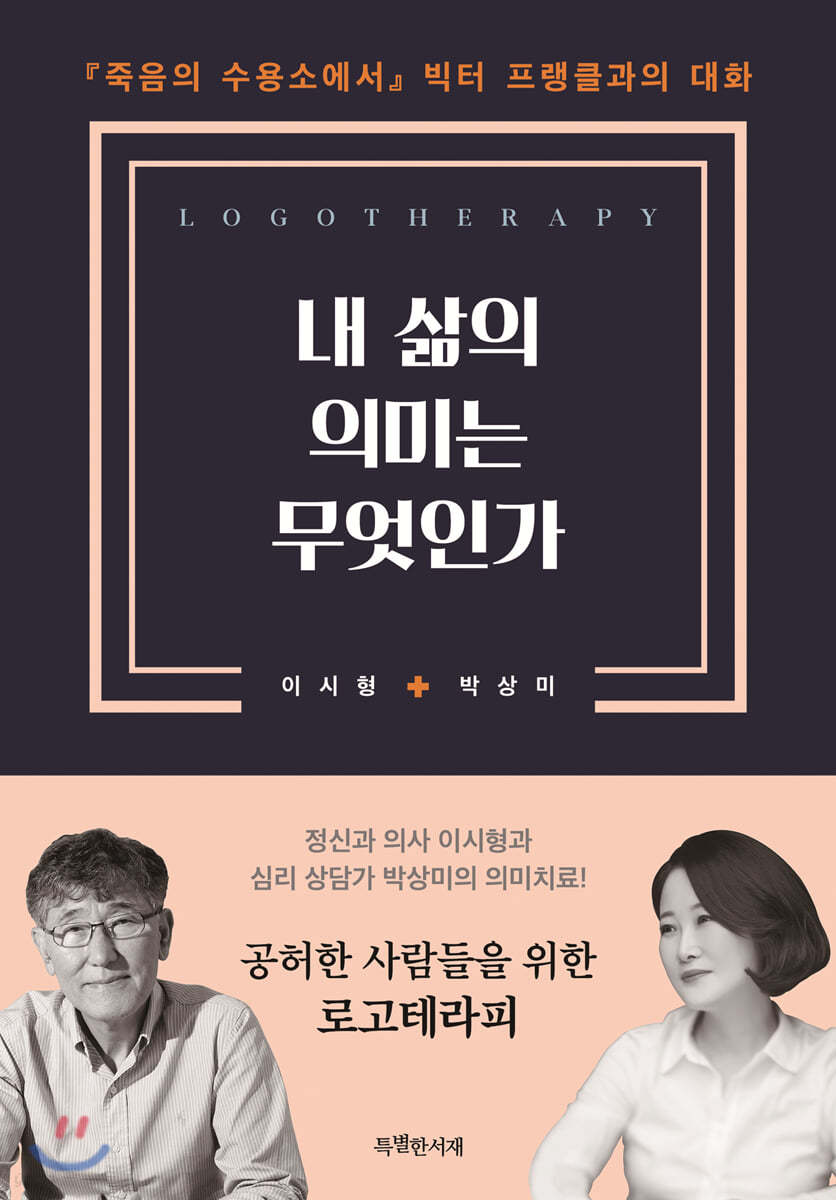 『죽음의 수용소에서』 빅터 프랭클과의 대화
LOGOTHERAPY
내 삶의
의미는
무엇인가
이시형 + 박상미
정신과 의사 이시형과
심리 상담가 박상미의 의미치료!
공허한 사람들을 위한
로고테라피
특별한서재